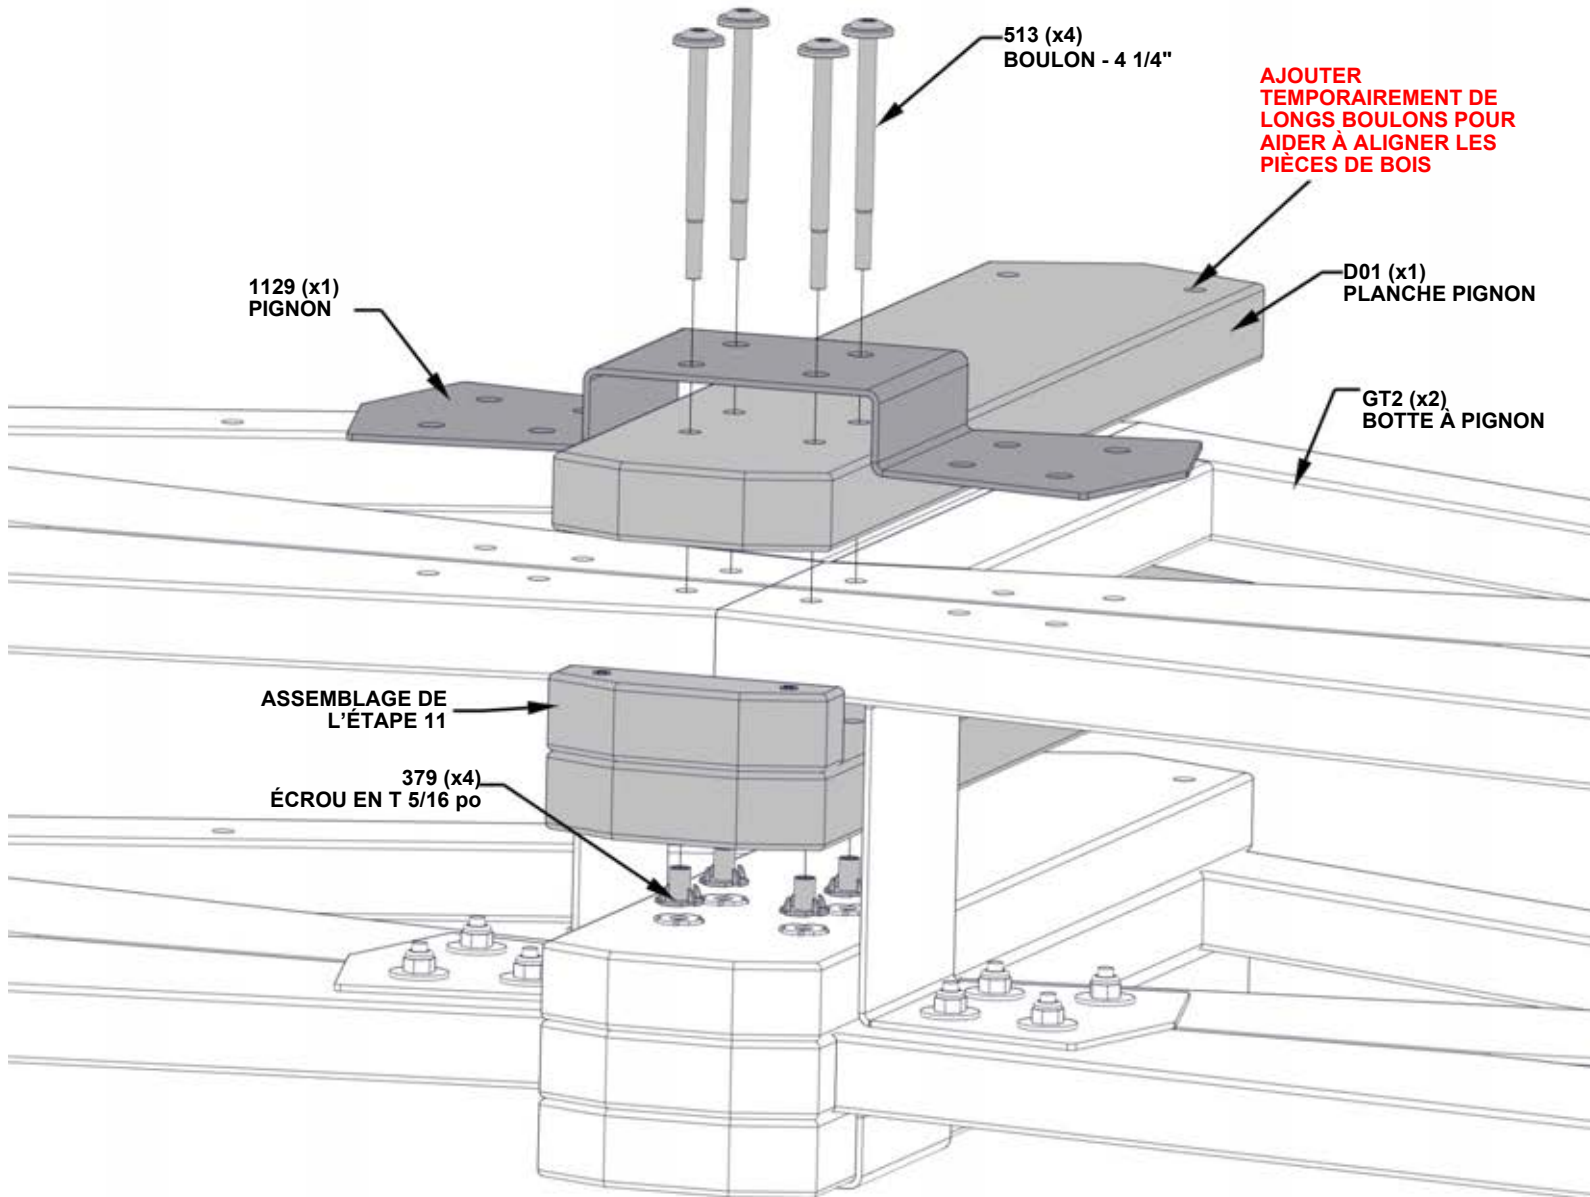 513 (x4)
BOULON - 4 1/4"
AJOUTER
TEMPORAIREMENT DE
LONGS BOULONS POUR
AIDER À ALIGNER LES
PIÈCES DE BOIS
1129 (x1)
PIGNON
D01 (x1)
PLANCHE PIGNON
GT2 (x2)
BOTTE À PIGNON
ASSEMBLAGE DE
L’ÉTAPE 11
379 (x4)
ÉCROU EN T 5/16 po